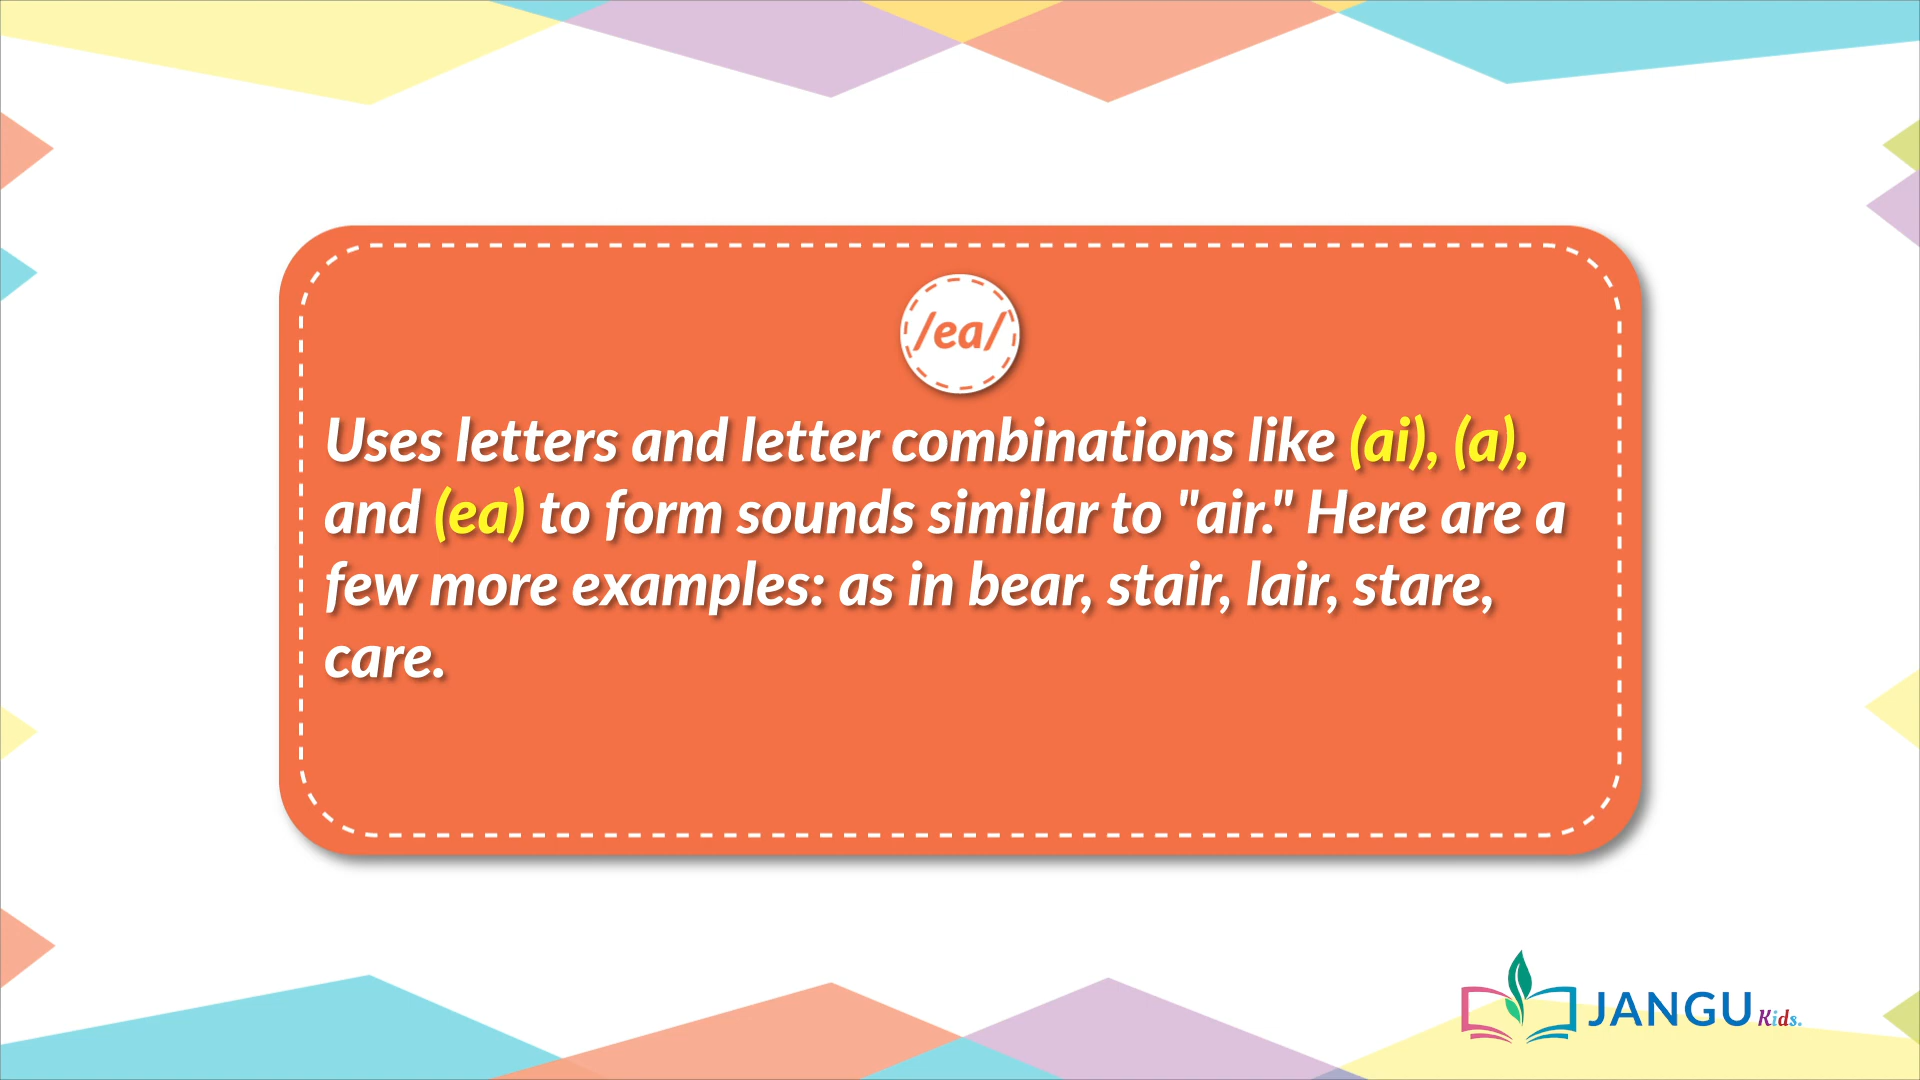 /ea/
Uses letters and letter combinations like (ai), (a),
and (ea) to form sounds similar to "air." Here are a
few more examples: as in bear, stair, lair, stare,
care.
JANGU Kids.